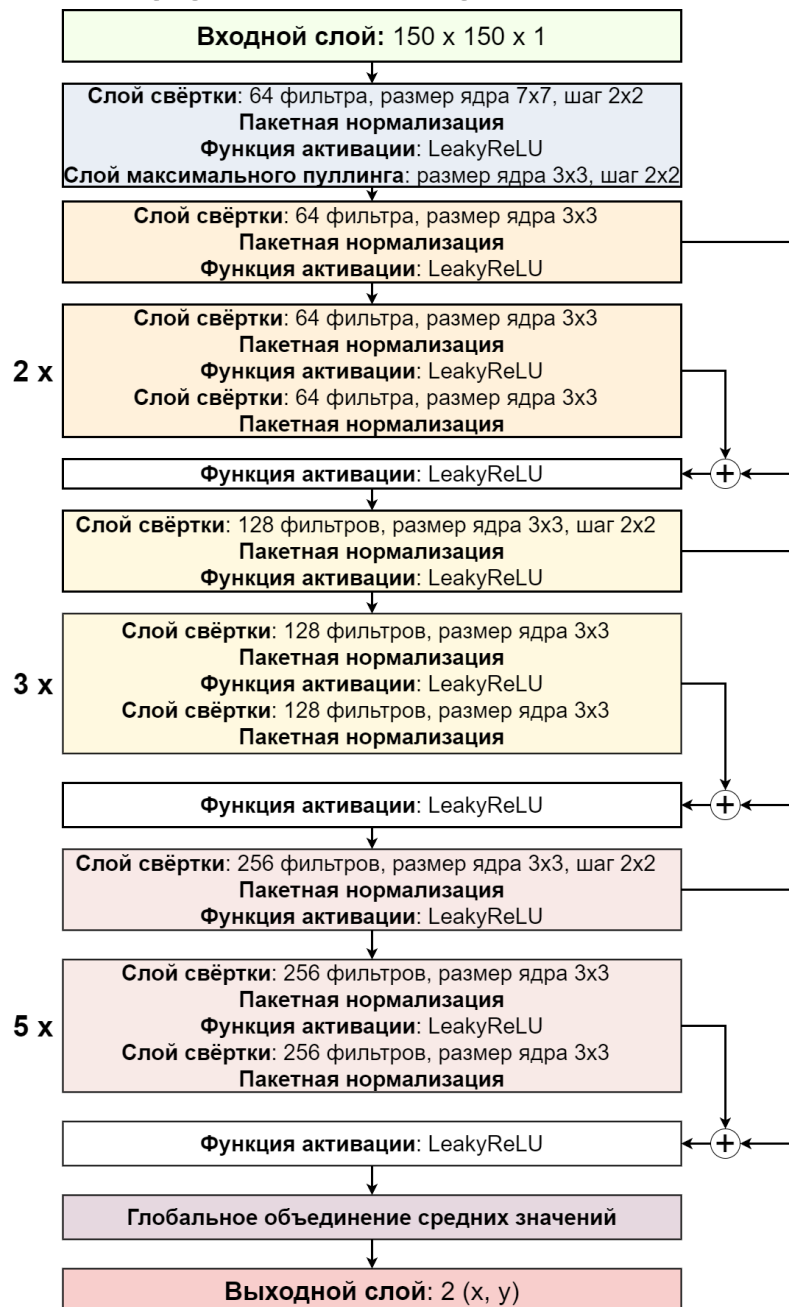 Входной слой: 150 x 150 x 1
Слой свёртки: 64 фильтра, размер ядра 7x7, шаг 2x2
Пакетная нормализация
Функция активации: LeakyReLU
Слой максимального пуллинга: размер ядра 3x3, шаг 2x2
Слой свёртки: 64 фильтра, размер ядра 3x3
Пакетная нормализация
Функция активации: LeakyReLU
2 x
Слой свёртки: 64 фильтра, размер ядра 3x3
Пакетная нормализация
Функция активации: LeakyReLU
Слой свёртки: 64 фильтра, размер ядра 3x3
Пакетная нормализация
Функция активации: LeakyReLU
+
Слой свёртки: 128 фильтров, размер ядра 3x3, шаг 2x2
Пакетная нормализация
Функция активации: LeakyReLU
3 x
Слой свёртки: 128 фильтров, размер ядра 3x3
Пакетная нормализация
Функция активации: LeakyReLU
Слой свёртки: 128 фильтров, размер ядра 3x3
Пакетная нормализация
Функция активации: LeakyReLU
+
Слой свёртки: 256 фильтров, размер ядра 3x3, шаг 2x2
Пакетная нормализация
Функция активации: LeakyReLU
5 x
Слой свёртки: 256 фильтров, размер ядра 3x3
Пакетная нормализация
Функция активации: LeakyReLU
Слой свёртки: 256 фильтров, размер ядра 3x3
Пакетная нормализация
Функция активации: LeakyReLU
+
Глобальное объединение средних значений
Выходной слой: 2 (x, y)